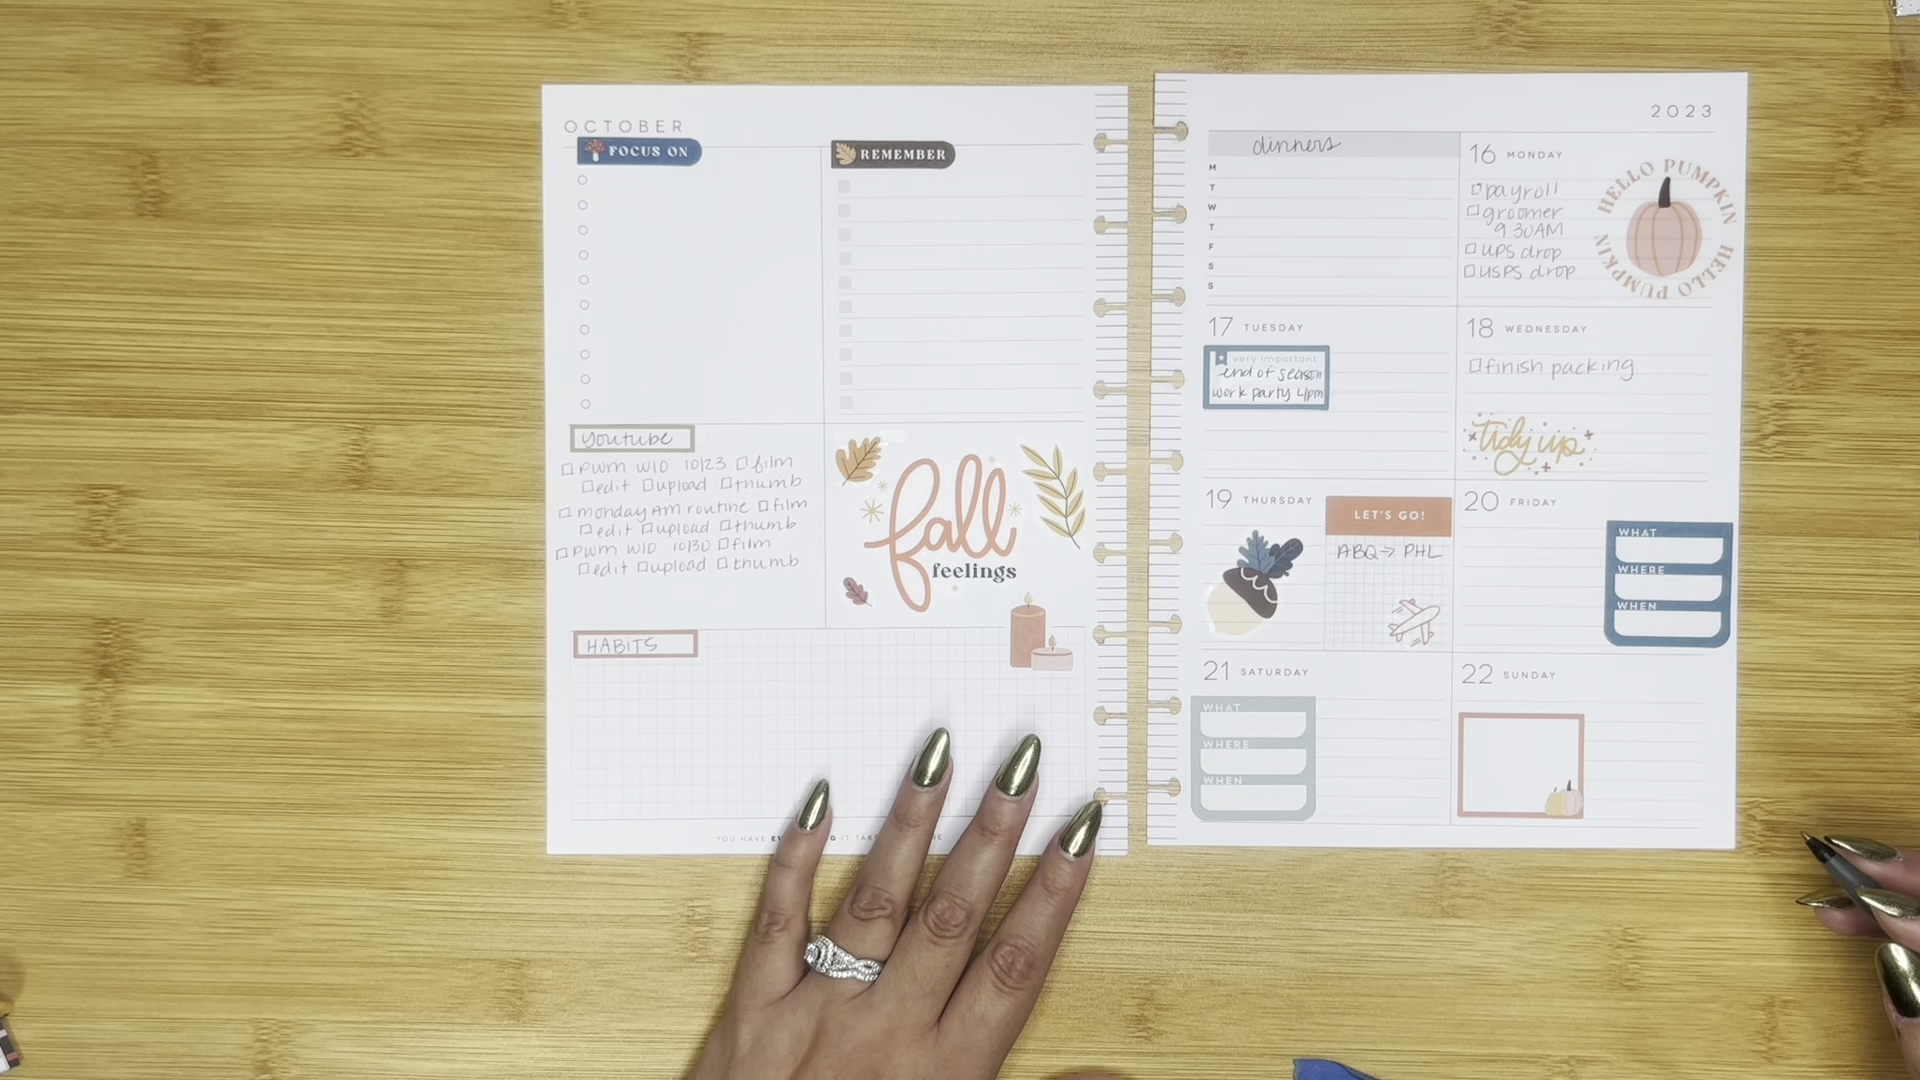 OCTOBER
FOCUS ON
REMEMBER
youtube
pwm w/o 10/23 film
edit upload thumb
monday AM routine film
edit upload thumb
pwm w/o 10/30 film
edit upload thumb
fall
feelings
HABITS
YOU HAVE
2023
dinners
M
T
W
T
F
S
S
16 MONDAY
payroll
groomer
9:30AM
UPS drop
USPS drop
HELLO PUMPKIN HELLO PUMPKIN
17 TUESDAY
very important
end of season
work party 4pm
18 WEDNESDAY
finish packing
tidy up
19 THURSDAY
LET'S GO!
ABQ → PHL
20 FRIDAY
WHAT
WHERE
WHEN
21 SATURDAY
WHAT
WHERE
WHEN
22 SUNDAY